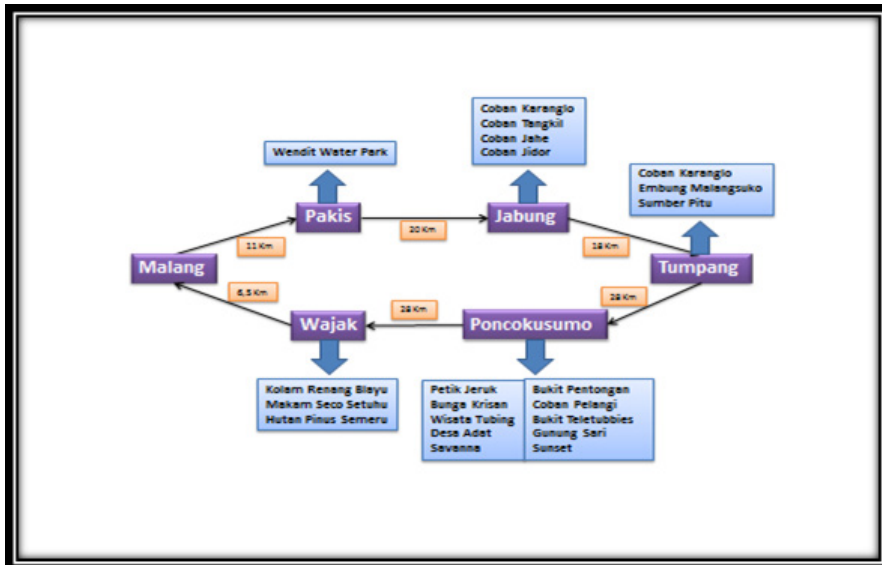 Coban Karanglo
Coban Tangkil
Coban Jahe
Coban Jidor
Wendit Water Park
Coban Karanglo
Embung Malangsuko
Sumber Pitu
Pakis
Jabung
20 Km
11 Km
18 Km
Malang
Tumpang
6,5 Km
28 Km
28 Km
Wajak
Poncokusumo
Kolam Renang Blayu
Makam Seco Setuhu
Hutan Pinus Semeru
Petik Jeruk
Bunga Krisan
Wisata Tubing
Desa Adat
Savanna
Bukit Pentongan
Coban Pelangi
Bukit Teletubbies
Gunung Sari
Sunset